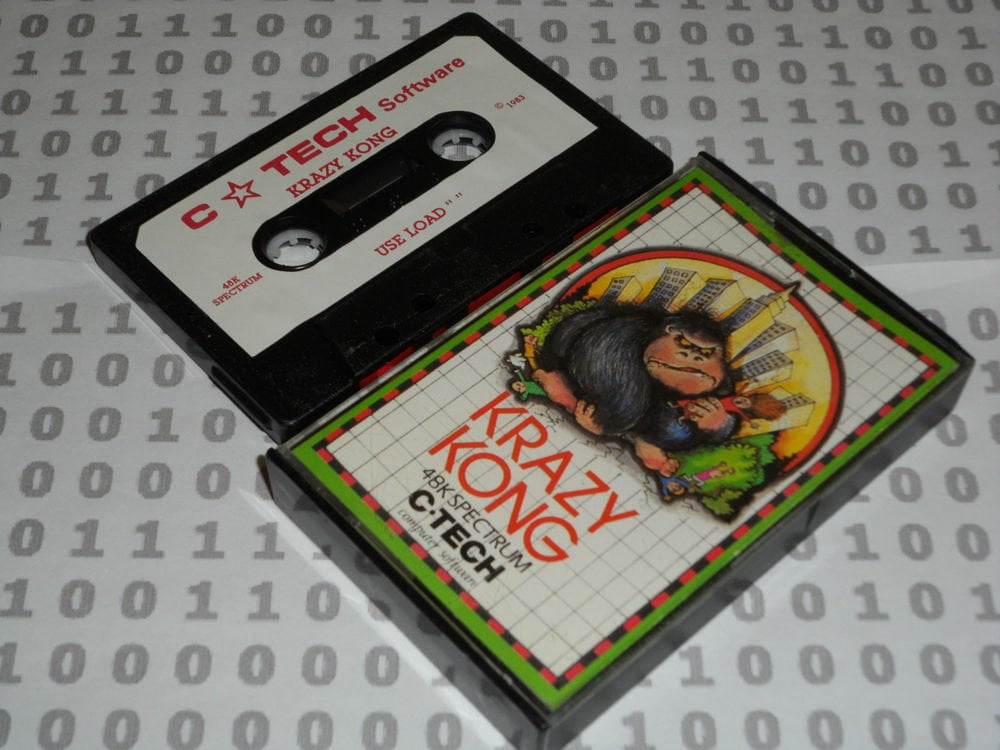 C ☆ TECH Software
KRAZY KONG
© 1983
USE LOAD “ ”
48K
SPECTRUM
KRAZY
KONG
48K SPECTRUM
C·TECH
computer software